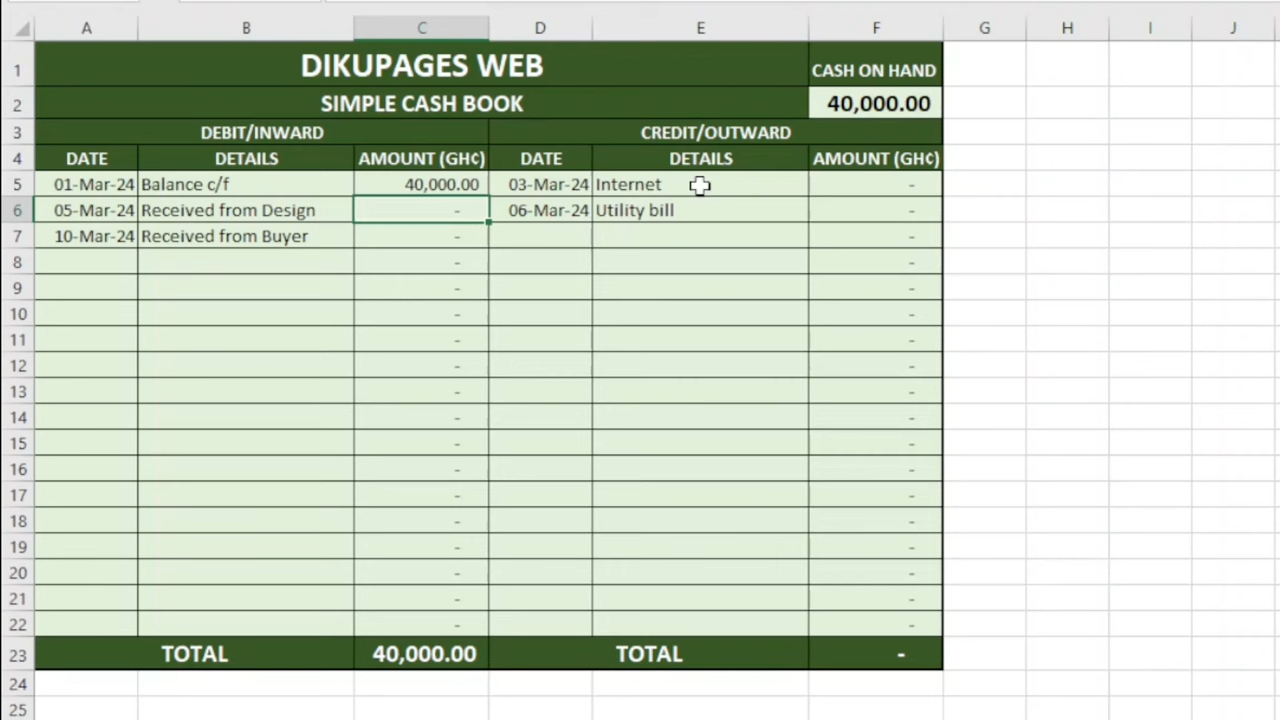 A B C D E F G H I J
1 DIKUPAGES WEB CASH ON HAND
2 SIMPLE CASH BOOK 40,000.00
3 DEBIT/INWARD CREDIT/OUTWARD
4 DATE DETAILS AMOUNT (GH¢) DATE DETAILS AMOUNT (GH¢)
5 01-Mar-24 Balance c/f 40,000.00 03-Mar-24 Internet -
6 05-Mar-24 Received from Design - 06-Mar-24 Utility bill -
7 10-Mar-24 Received from Buyer - -
8 - -
9 - -
10 - -
11 - -
12 - -
13 - -
14 - -
15 - -
16 - -
17 - -
18 - -
19 - -
20 - -
21 - -
22 - -
23 TOTAL 40,000.00 TOTAL -
24
25